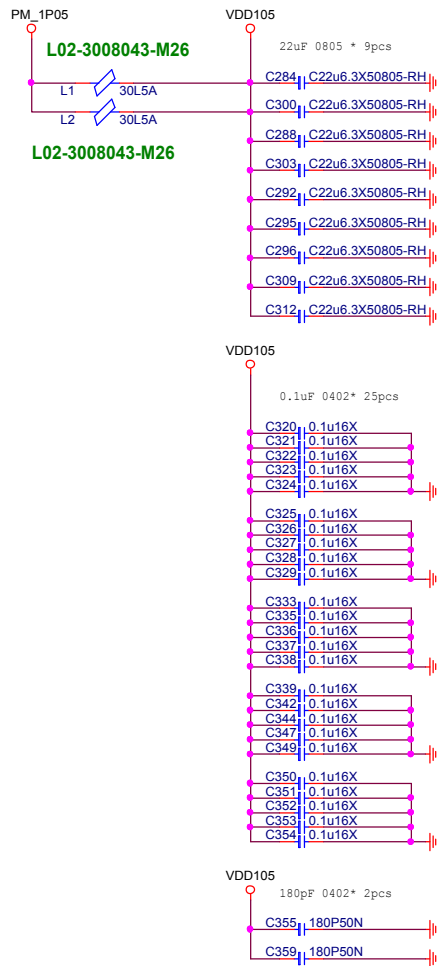 PM_1P05
VDD105
L02-3008043-M26
22uF 0805 * 9pcs
L1 30L5A
C284 C22u6.3X50805-RH
L2 30L5A
C300 C22u6.3X50805-RH
L02-3008043-M26
C288 C22u6.3X50805-RH
C303 C22u6.3X50805-RH
C292 C22u6.3X50805-RH
C295 C22u6.3X50805-RH
C296 C22u6.3X50805-RH
C309 C22u6.3X50805-RH
C312 C22u6.3X50805-RH
VDD105
0.1uF 0402* 25pcs
C320 0.1u16X
C321 0.1u16X
C322 0.1u16X
C323 0.1u16X
C324 0.1u16X
C325 0.1u16X
C326 0.1u16X
C327 0.1u16X
C328 0.1u16X
C329 0.1u16X
C333 0.1u16X
C335 0.1u16X
C336 0.1u16X
C337 0.1u16X
C338 0.1u16X
C339 0.1u16X
C342 0.1u16X
C344 0.1u16X
C347 0.1u16X
C349 0.1u16X
C350 0.1u16X
C351 0.1u16X
C352 0.1u16X
C353 0.1u16X
C354 0.1u16X
VDD105
180pF 0402* 2pcs
C355 180P50N
C359 180P50N